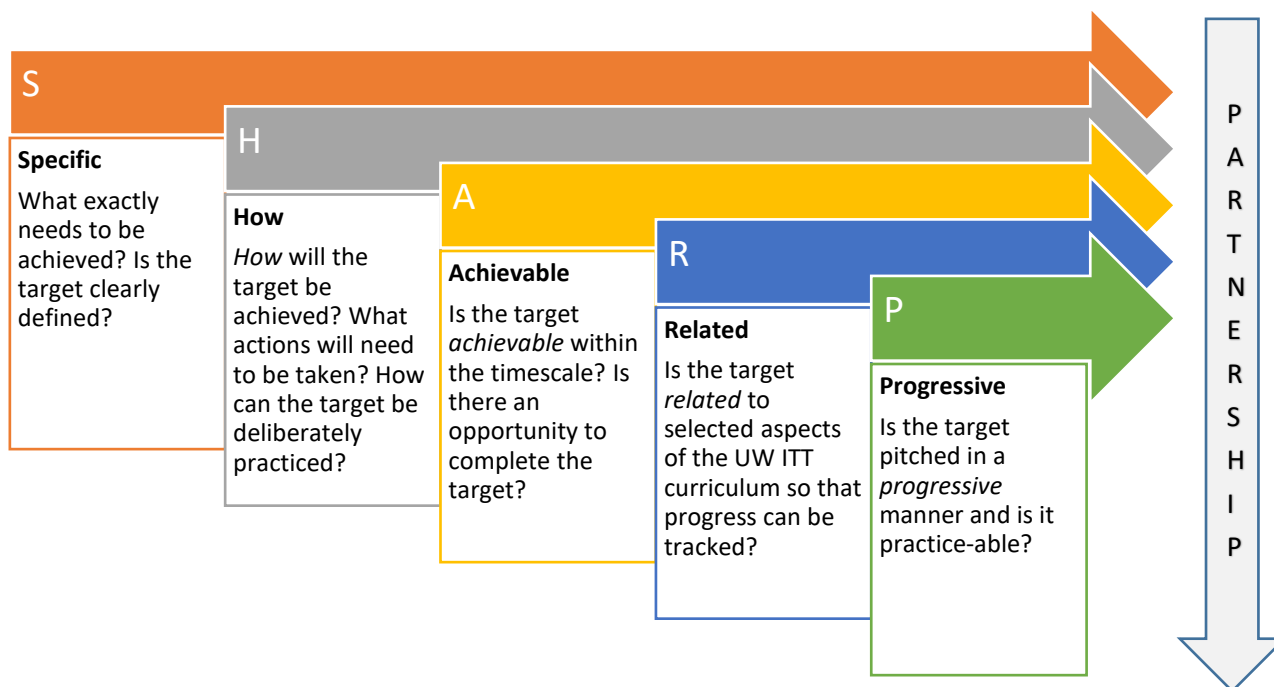 S
Specific
What exactly
needs to be
achieved? Is the
target clearly
defined?
H
How
How will the
target be
achieved? What
actions will need
to be taken? How
can the target be
deliberately
practiced?
A
Achievable
Is the target
achievable within
the timescale? Is
there an
opportunity to
complete the
target?
R
Related
Is the target
related to
selected aspects
of the UW ITT
curriculum so that
progress can be
tracked?
P
Progressive
Is the target
pitched in a
progressive
manner and is it
practice-able?
P
A
R
T
N
E
R
S
H
I
P